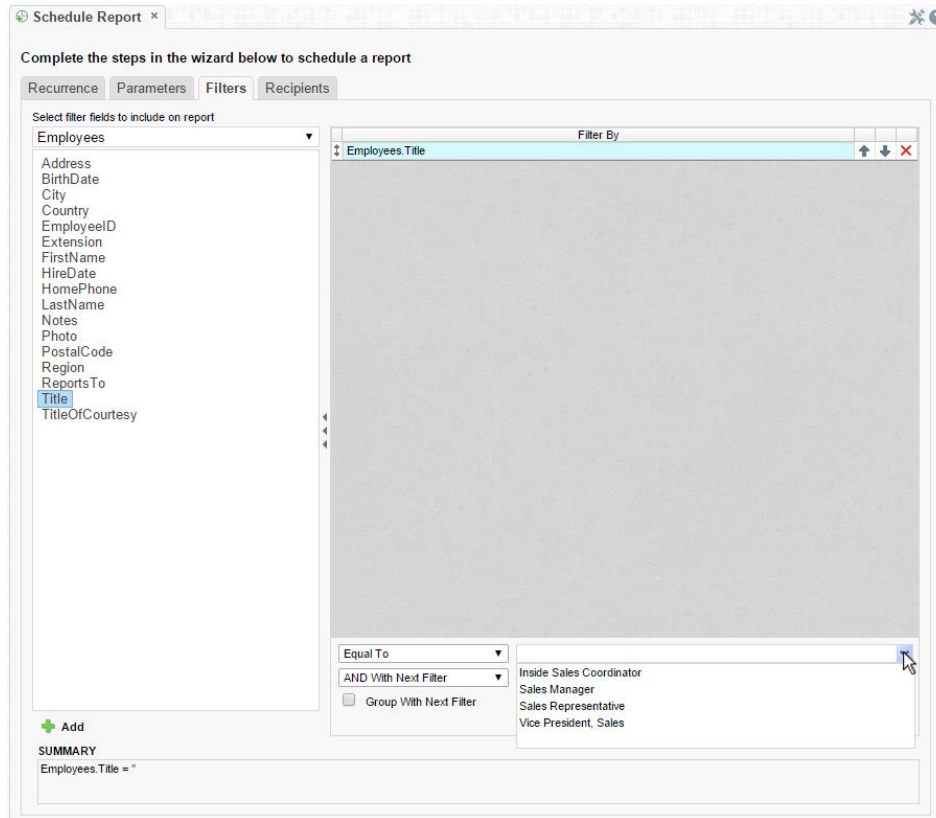 Schedule Report ×
Complete the steps in the wizard below to schedule a report
Recurrence Parameters Filters Recipients
Select filter fields to include on report
Employees
Address
BirthDate
City
Country
EmployeeID
Extension
FirstName
HireDate
HomePhone
LastName
Notes
Photo
PostalCode
Region
ReportsTo
Title
TitleOfCourtesy
Add
Filter By
Employees.Title
Equal To
AND With Next Filter
Group With Next Filter
Inside Sales Coordinator
Sales Manager
Sales Representative
Vice President, Sales
SUMMARY
Employees.Title = ''